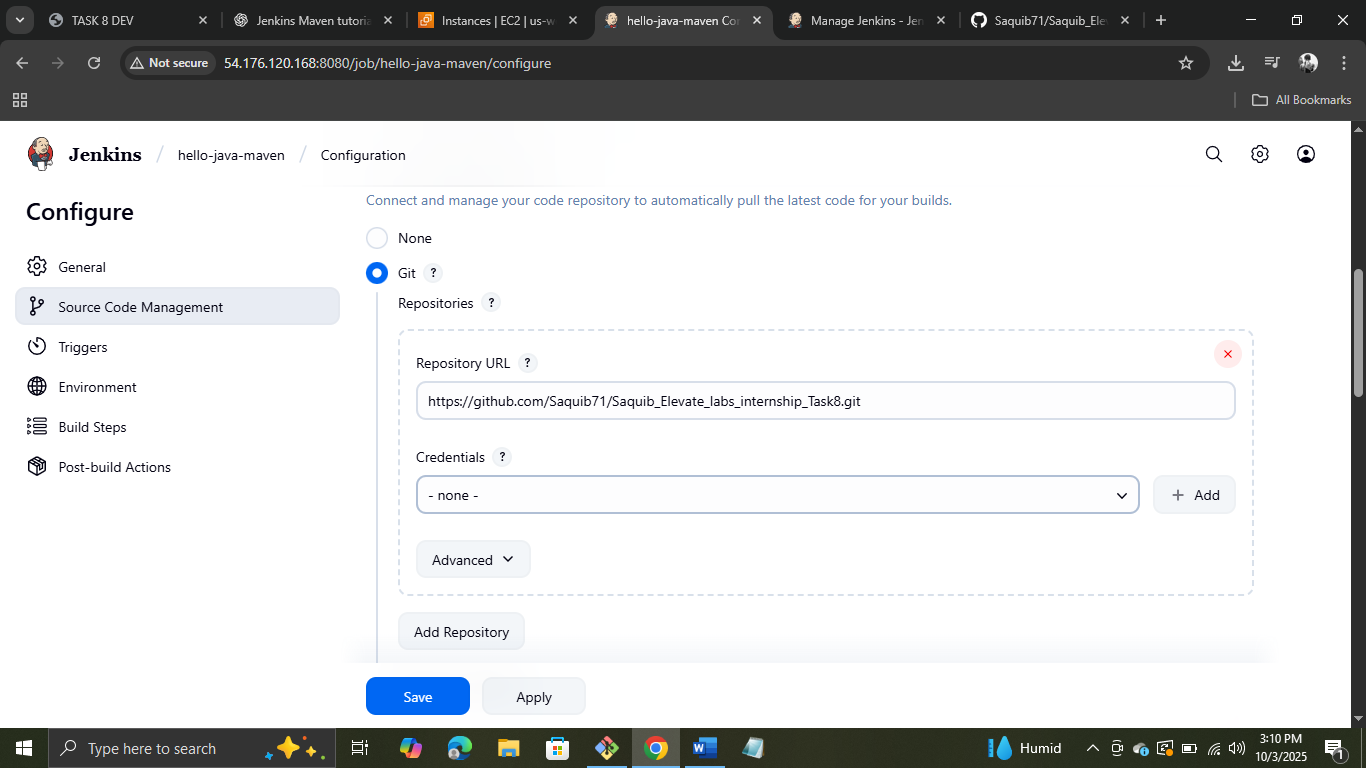 TASK 8 DEV
Jenkins Maven tutoria
Instances | EC2 | us-w
hello-java-maven Co
Manage Jenkins - Jen
Saquib71/Saquib_Ele
Not secure
54.176.120.168:8080/job/hello-java-maven/configure
All Bookmarks
Jenkins / hello-java-maven / Configuration
Configure
Connect and manage your code repository to automatically pull the latest code for your builds.
None
General
Git ?
Source Code Management
Repositories ?
Triggers
Repository URL ?
Environment
https://github.com/Saquib71/Saquib_Elevate_labs_internship_Task8.git
Build Steps
Credentials ?
Post-build Actions
- none -
Add
Advanced
Add Repository
Save
Apply
Type here to search
Humid
3:10 PM
10/3/2025
1